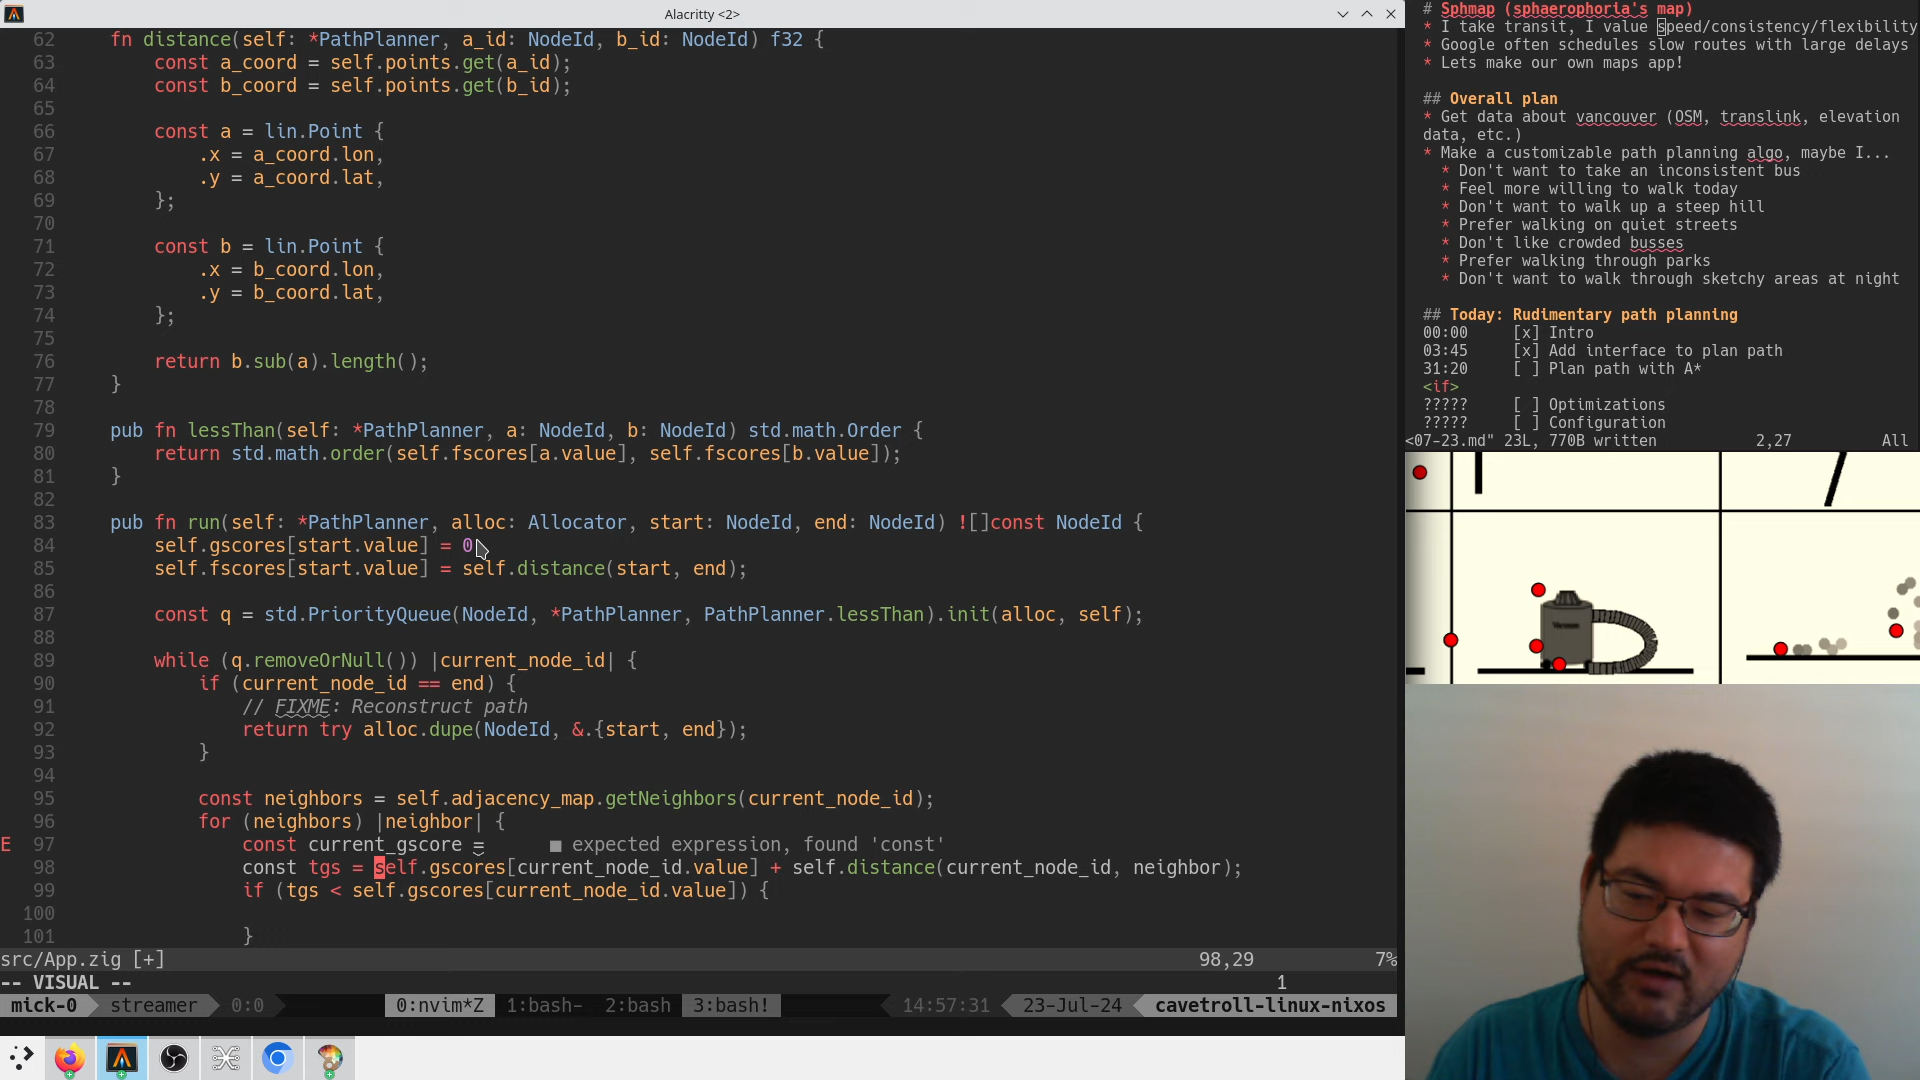 Alacritty <2>
62 fn distance(self: *PathPlanner, a_id: NodeId, b_id: NodeId) f32 {
63 const a_coord = self.points.get(a_id);
64 const b_coord = self.points.get(b_id);
65
66 const a = lin.Point {
67 .x = a_coord.lon,
68 .y = a_coord.lat,
69 };
70
71 const b = lin.Point {
72 .x = b_coord.lon,
73 .y = b_coord.lat,
74 };
75
76 return b.sub(a).length();
77 }
78
79 pub fn lessThan(self: *PathPlanner, a: NodeId, b: NodeId) std.math.Order {
80 return std.math.order(self.fscores[a.value], self.fscores[b.value]);
81 }
82
83 pub fn run(self: *PathPlanner, alloc: Allocator, start: NodeId, end: NodeId) ![]const NodeId {
84 self.gscores[start.value] = 0
85 self.fscores[start.value] = self.distance(start, end);
86
87 const q = std.PriorityQueue(NodeId, *PathPlanner, PathPlanner.lessThan).init(alloc, self);
88
89 while (q.removeOrNull()) |current_node_id| {
90 if (current_node_id == end) {
91 // FIXME: Reconstruct path
92 return try alloc.dupe(NodeId, &.{start, end});
93 }
94
95 const neighbors = self.adjacency_map.getNeighbors(current_node_id);
96 for (neighbors) |neighbor| {
E 97 const current_gscore = ■ expected expression, found 'const'
98 const tgs = self.gscores[current_node_id.value] + self.distance(current_node_id, neighbor);
99 if (tgs < self.gscores[current_node_id.value]) {
100
101 }
src/App.zig [+] 98,29 7%
-- VISUAL -- 1
mick-0 streamer 0:0 0:nvim*Z 1:bash- 2:bash 3:bash! 14:57:31 23-Jul-24 cavetroll-linux-nixos
# Sphmap (sphaerophoria's map)
* I take transit, I value speed/consistency/flexibility
* Google often schedules slow routes with large delays
* Lets make our own maps app!
## Overall plan
* Get data about vancouver (OSM, translink, elevation
data, etc.)
* Make a customizable path planning algo, maybe I...
* Don't want to take an inconsistent bus
* Feel more willing to walk today
* Don't want to walk up a steep hill
* Prefer walking on quiet streets
* Don't like crowded busses
* Prefer walking through parks
* Don't want to walk through sketchy areas at night
## Today: Rudimentary path planning
00:00 [x] Intro
03:45 [x] Add interface to plan path
31:20 [ ] Plan path with A*
<if>
????? [ ] Optimizations
????? [ ] Configuration
<07-23.md" 23L, 770B written 2,27 All
Vacuum